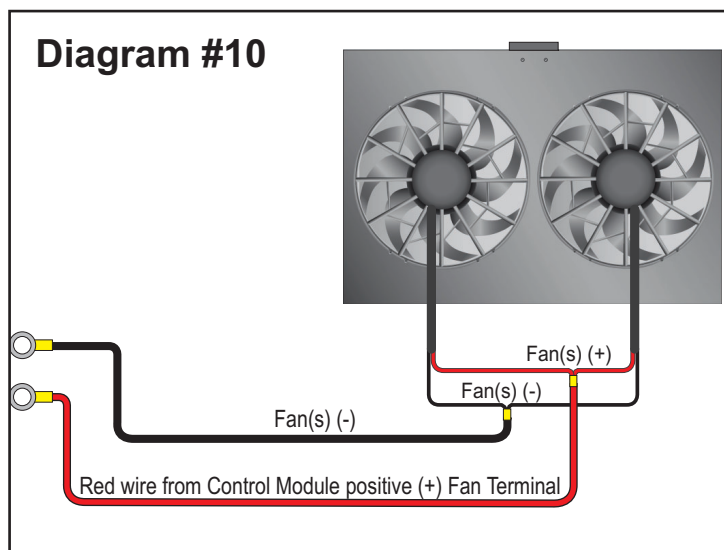 Diagram #10
Fan(s) (+)
Fan(s) (-)
Fan(s) (-)
Red wire from Control Module positive (+) Fan Terminal